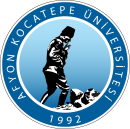 AFYON KOCATEPE ÜNİVERSİTESİ
1992